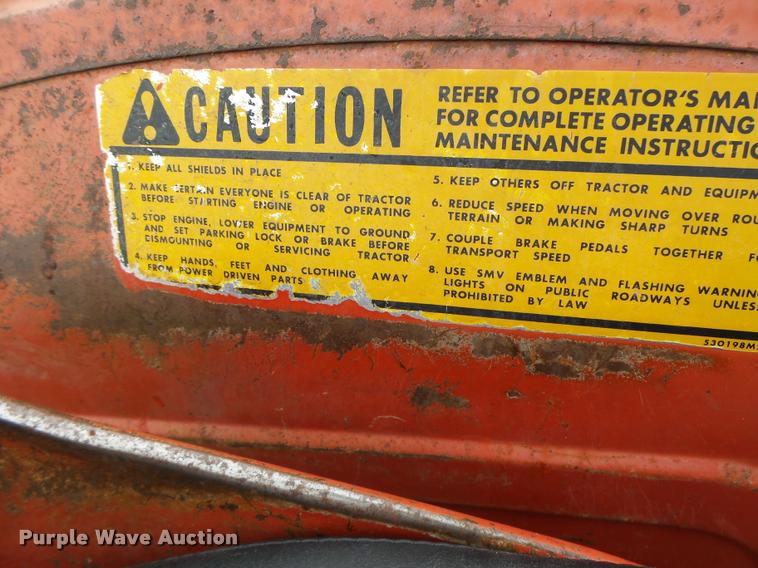 CAUTION
REFER TO OPERATOR'S
FOR COMPLETE OPERATING
MAINTENANCE
1. KEEP ALL SHIELDS IN PLACE
2. MAKE CERTAIN EVERYONE IS CLEAR OF TRACTOR
BEFORE STARTING ENGINE OR OPERATING
3. STOP ENGINE, LOWER EQUIPMENT TO GROUND
AND SET PARKING LOCK OR BRAKE BEFORE
DISMOUNTING OR SERVICING TRACTOR
4. KEEP HANDS, FEET AND CLOTHING AWAY
FROM POWER DRIVEN PARTS
5. KEEP OTHERS OFF TRACTOR AND
6. REDUCE SPEED WHEN MOVING OVER
TERRAIN OR MAKING SHARP TURNS
7. COUPLE BRAKE PEDALS TOGETHER
TRANSPORT SPEED
8. USE SMV EMBLEM AND FLASHING WARNING
LIGHTS ON PUBLIC ROADWAYS UNLESS
PROHIBITED BY LAW
530198M
Purple Wave Auction